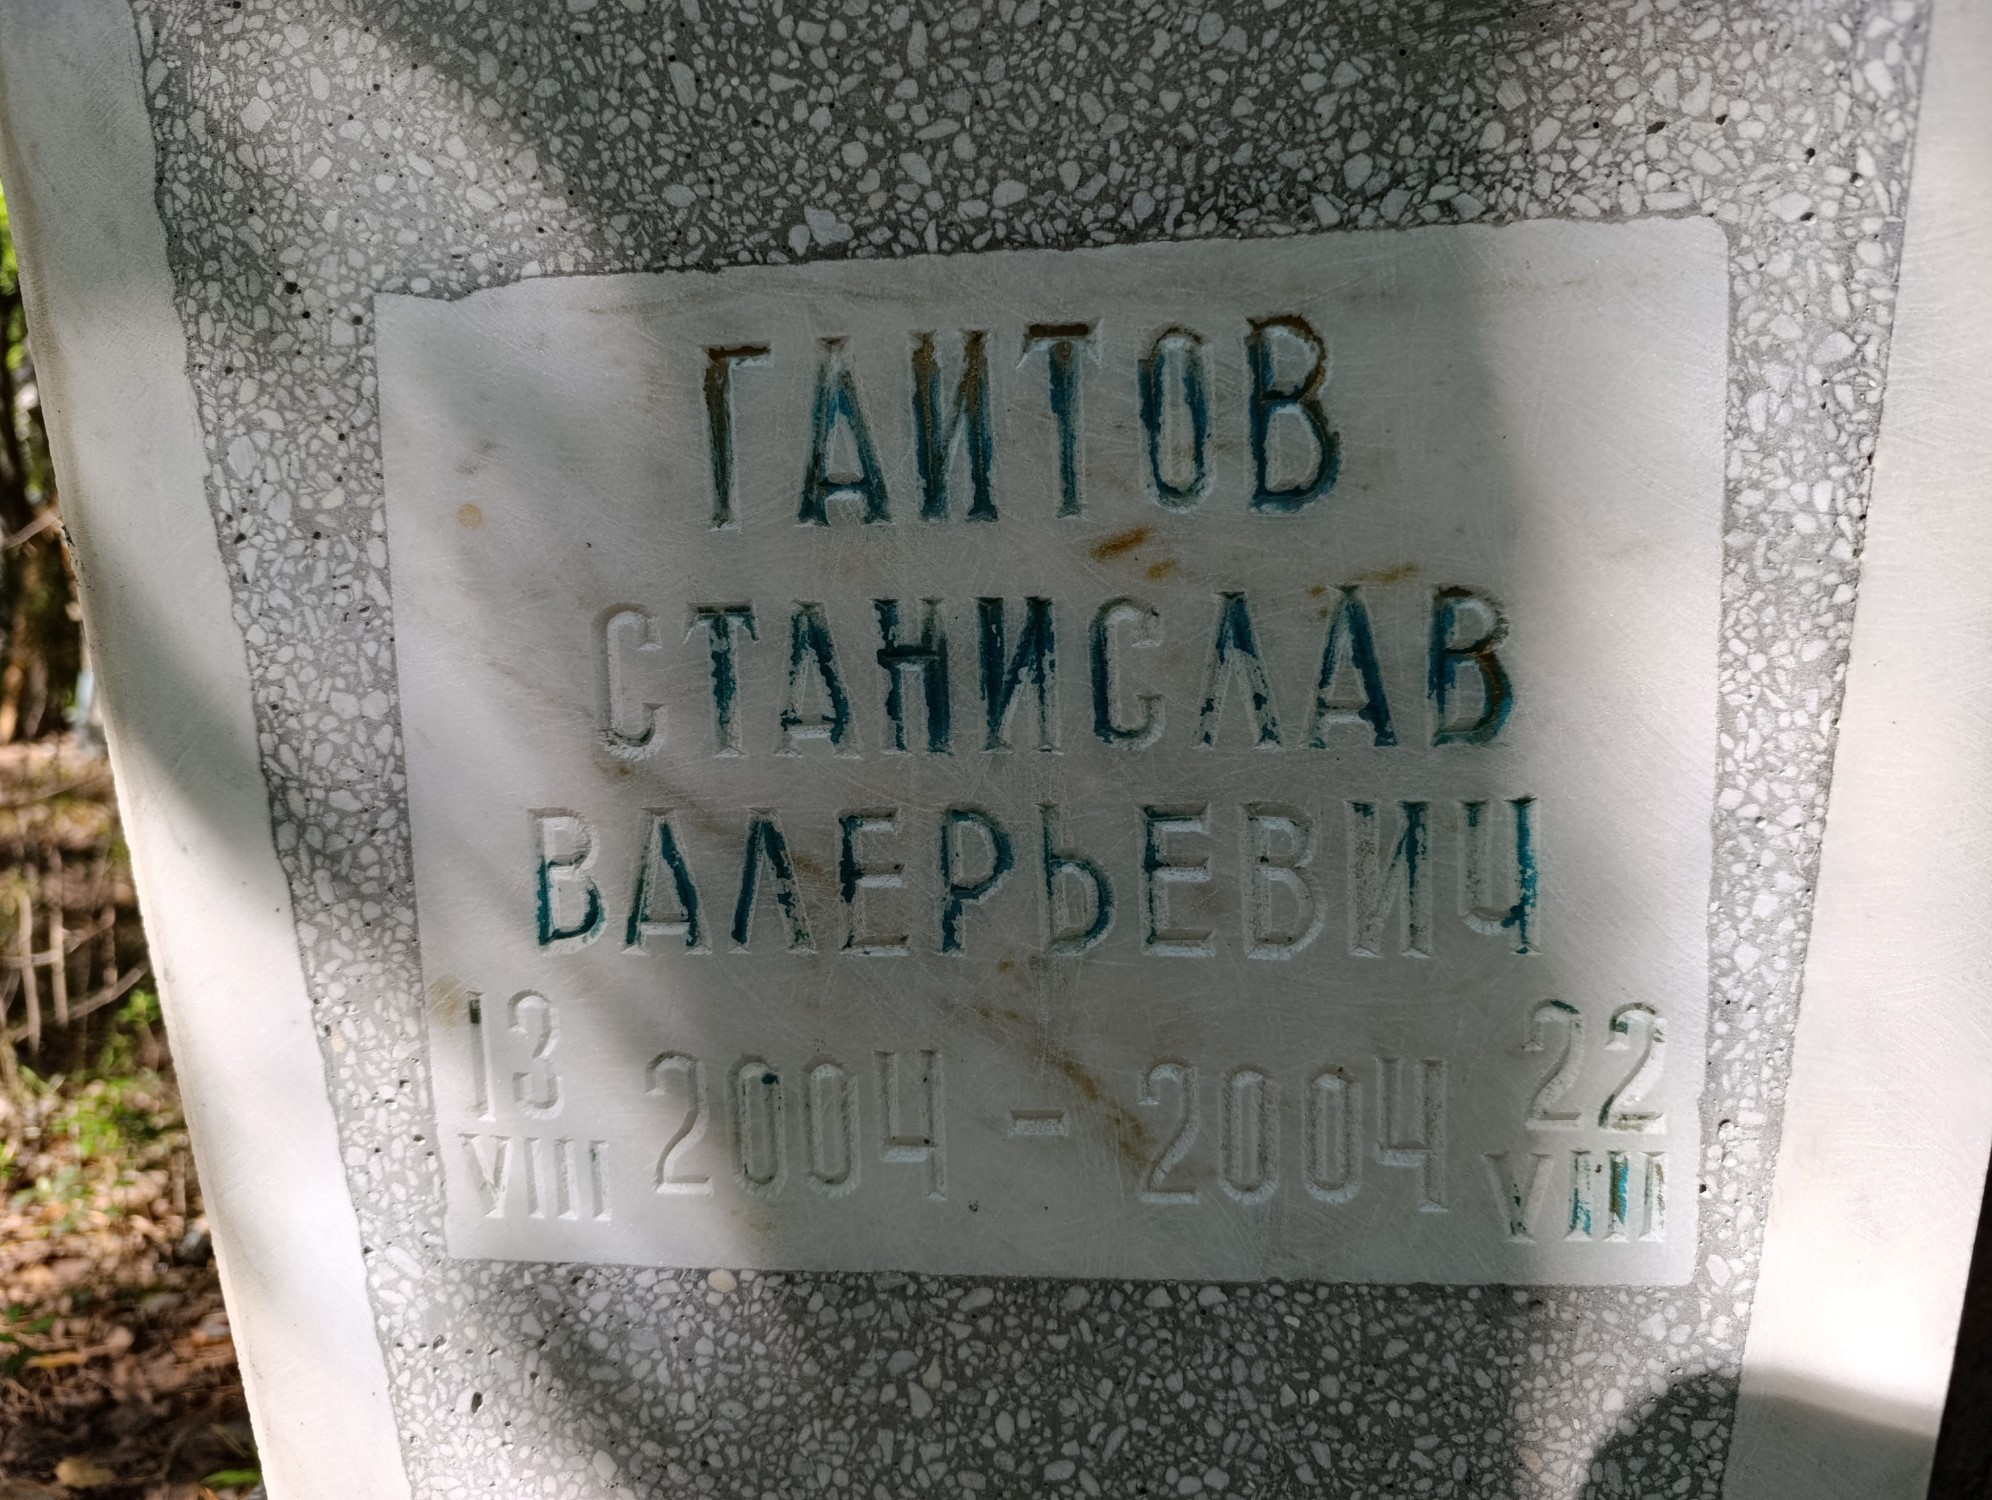 ГАИТОВ
СТАНИСЛАВ
ВАЛЕРЬЕВИЧ
13 VIII 2004 - 2004 22 VIII